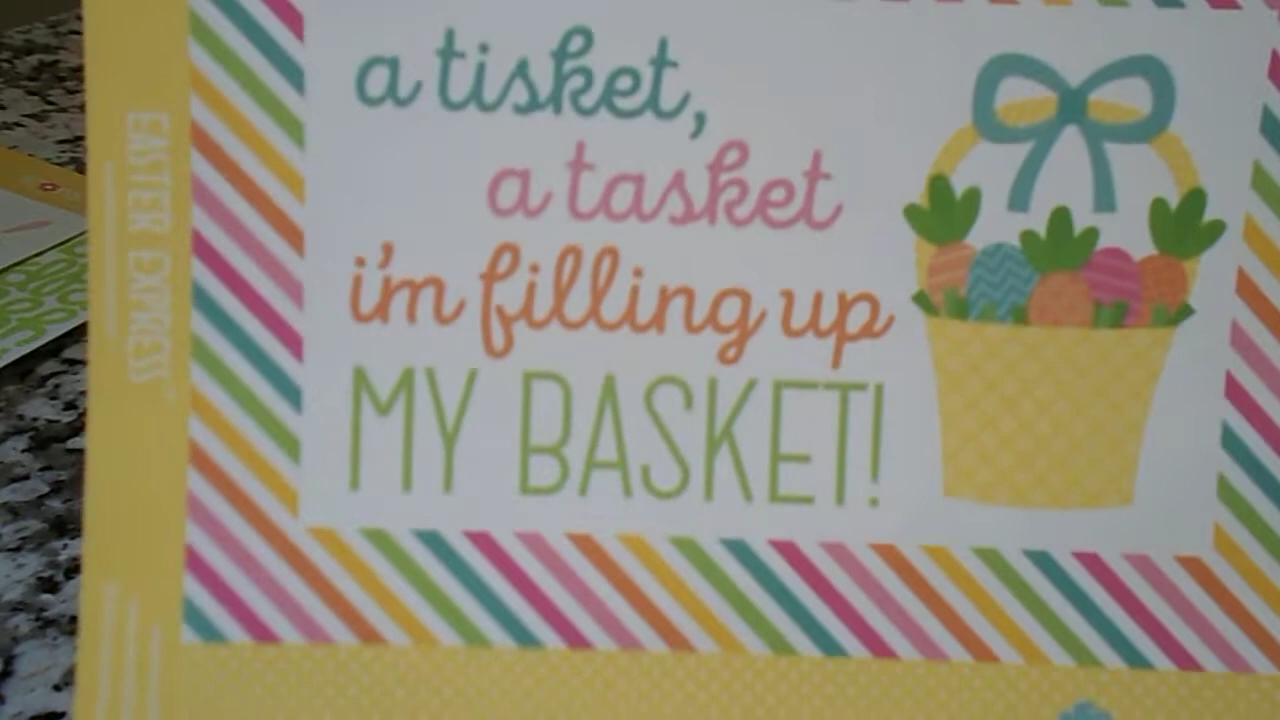 a tisket,
a tasket
i'm filling up
MY BASKET!
EASTER EXPRESS